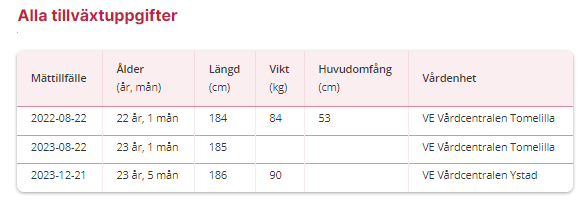 Alla tillväxtuppgifter
Mättillfälle Ålder (år, mån) Längd (cm) Vikt (kg) Huvudomfång (cm) Vårdenhet
2022-08-22 22 år, 1 mån 184 84 53 VE Vårdcentralen Tomelilla
2023-08-22 23 år, 1 mån 185 VE Vårdcentralen Tomelilla
2023-12-21 23 år, 5 mån 186 90 VE Vårdcentralen Ystad